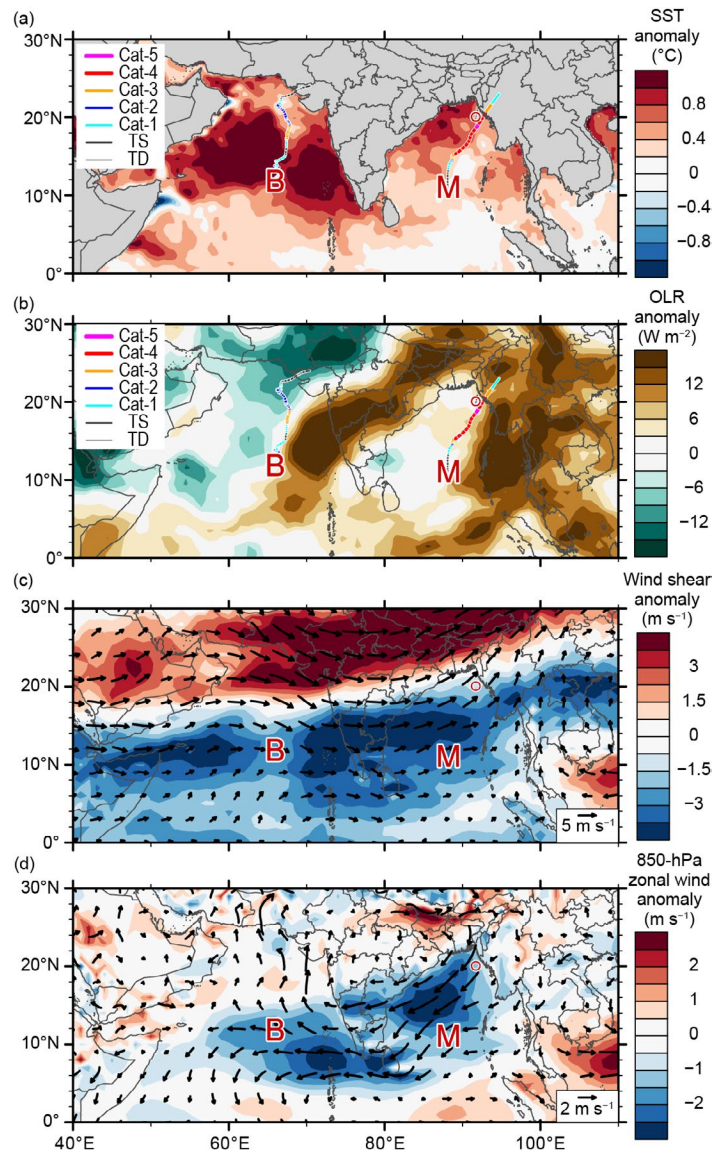 (a)
SST
anomaly
(°C)
30°N
20°N
10°N
0°
Cat-5
Cat-4
Cat-3
Cat-2
Cat-1
TS
TD
B
M
0.8
0.4
0
−0.4
−0.8
(b)
OLR
anomaly
(W m⁻²)
30°N
20°N
10°N
0°
Cat-5
Cat-4
Cat-3
Cat-2
Cat-1
TS
TD
B
M
12
6
0
−6
−12
(c)
Wind shear
anomaly
(m s⁻¹)
30°N
20°N
10°N
0°
B
M
5 m s⁻¹
3
1.5
0
−1.5
−3
(d)
850-hPa
zonal wind
anomaly
(m s⁻¹)
30°N
20°N
10°N
0°
B
M
2 m s⁻¹
2
1
0
−1
−2
40°E
60°E
80°E
100°E